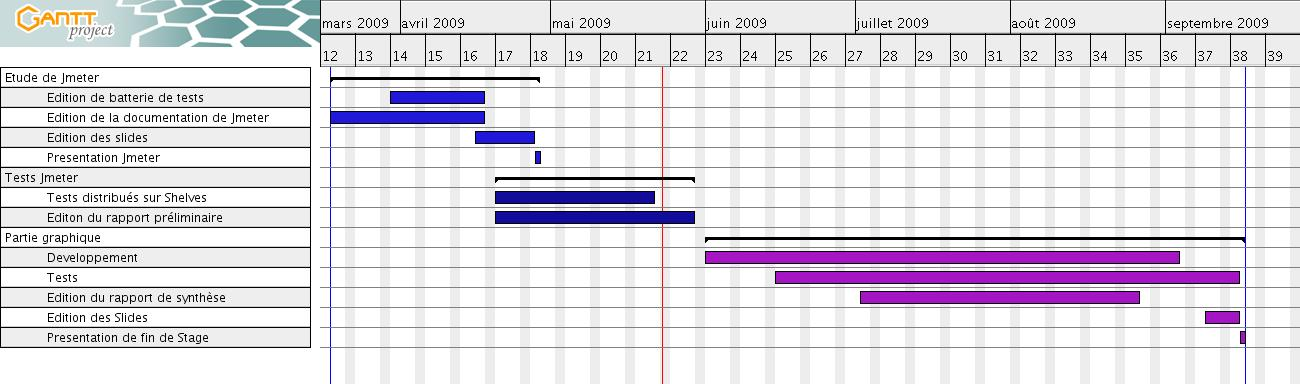 GANTT
project
mars 2009 avril 2009 mai 2009 juin 2009 juillet 2009 août 2009 septembre 2009
12 13 14 15 16 17 18 19 20 21 22 23 24 25 26 27 28 29 30 31 32 33 34 35 36 37 38 39
Etude de Jmeter
Edition de batterie de tests
Edition de la documentation de Jmeter
Edition des slides
Presentation Jmeter
Tests Jmeter
Tests distribués sur Shelves
Editon du rapport préliminaire
Partie graphique
Developpement
Tests
Edition du rapport de synthèse
Edition des Slides
Presentation de fin de Stage